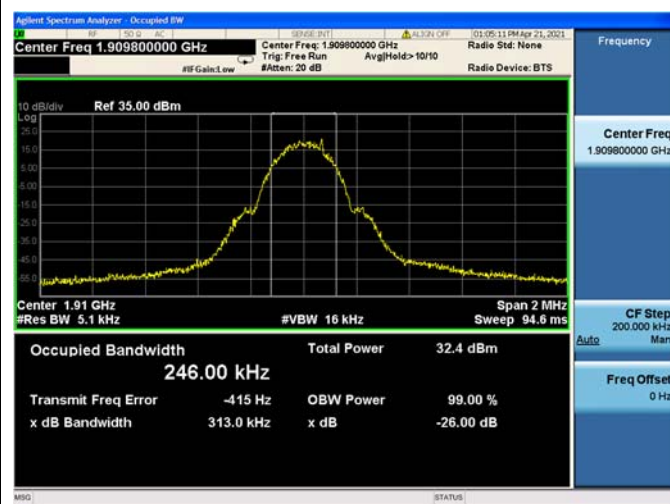 Agilent Spectrum Analyzer - Occupied BW
RF 50 Ω AC SENSE:INT ALIGN OFF 01:05:11 PM Apr 21, 2021
Center Freq 1.909800000 GHz
Center Freq: 1.909800000 GHz
Radio Std: None
Trig: Free Run Avg|Hold:>10/10
#IFGain:Low #Atten: 20 dB Radio Device: BTS
Frequency
10 dB/div Ref 35.00 dBm
Log
25.0
15.0
5.00
-5.00
-15.0
-25.0
-35.0
-45.0
-55.0
Center 1.91 GHz Span 2 MHz
#Res BW 5.1 kHz #VBW 16 kHz Sweep 94.6 ms
Center Freq
1.909800000 GHz
CF Step
200.000 kHz
Auto Man
Freq Offset
0 Hz
Occupied Bandwidth Total Power 32.4 dBm
246.00 kHz
Transmit Freq Error -415 Hz OBW Power 99.00 %
x dB Bandwidth 313.0 kHz x dB -26.00 dB
MSG STATUS